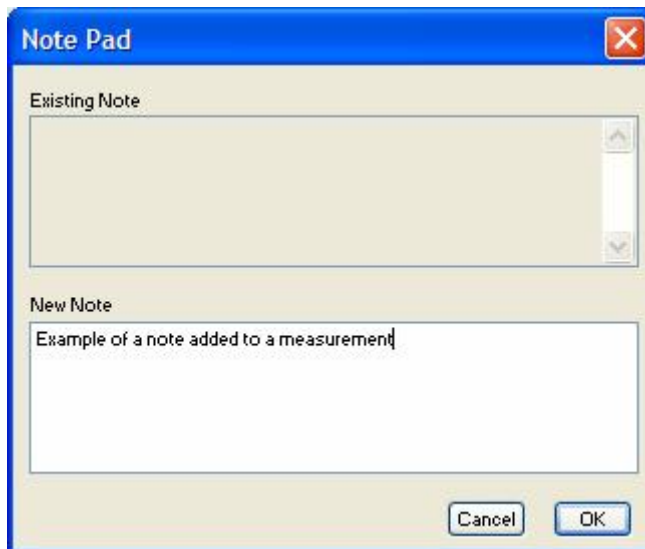 Note Pad
Existing Note
New Note
Example of a note added to a measurement
Cancel OK